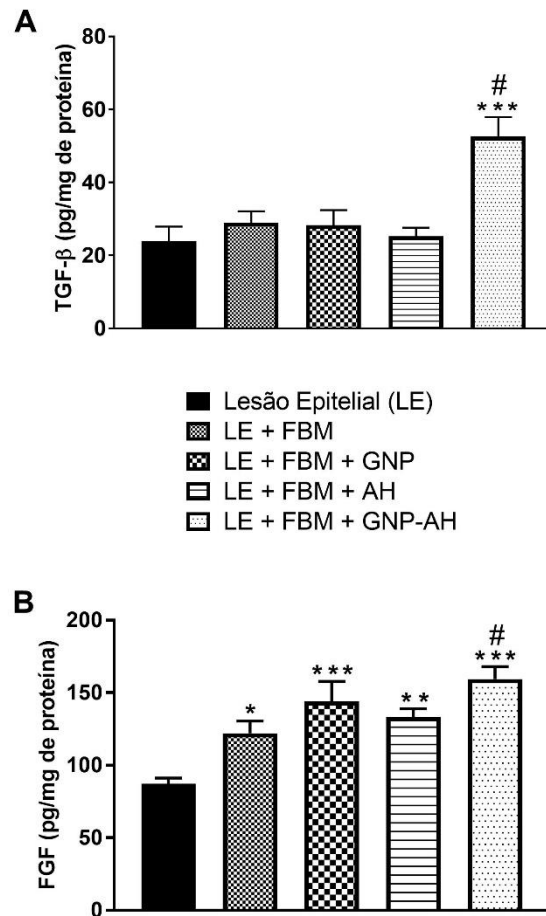 A
TGF-β (pg/mg de proteína)
80
60
40
20
0
#
***
Lesão Epitelial (LE)
LE + FBM
LE + FBM + GNP
LE + FBM + AH
LE + FBM + GNP-AH
B
FGF (pg/mg de proteína)
200
150
100
50
0
*
***
**
#
***